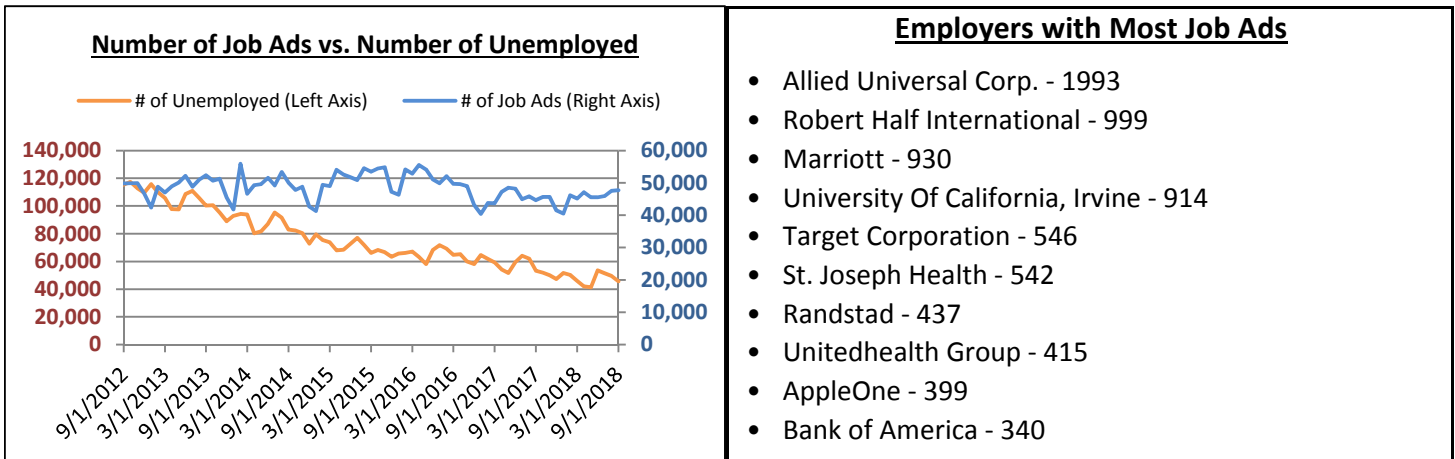 Number of Job Ads vs. Number of Unemployed
# of Unemployed (Left Axis) # of Job Ads (Right Axis)
140,000 60,000
120,000 50,000
100,000 40,000
80,000 30,000
60,000 20,000
40,000 10,000
20,000 0
0
9/1/2012 3/1/2013 9/1/2013 3/1/2014 9/1/2014 3/1/2015 9/1/2015 3/1/2016 9/1/2016 3/1/2017 9/1/2017 3/1/2018 9/1/2018
Employers with Most Job Ads
• Allied Universal Corp. - 1993
• Robert Half International - 999
• Marriott - 930
• University Of California, Irvine - 914
• Target Corporation - 546
• St. Joseph Health - 542
• Randstad - 437
• Unitedhealth Group - 415
• AppleOne - 399
• Bank of America - 340